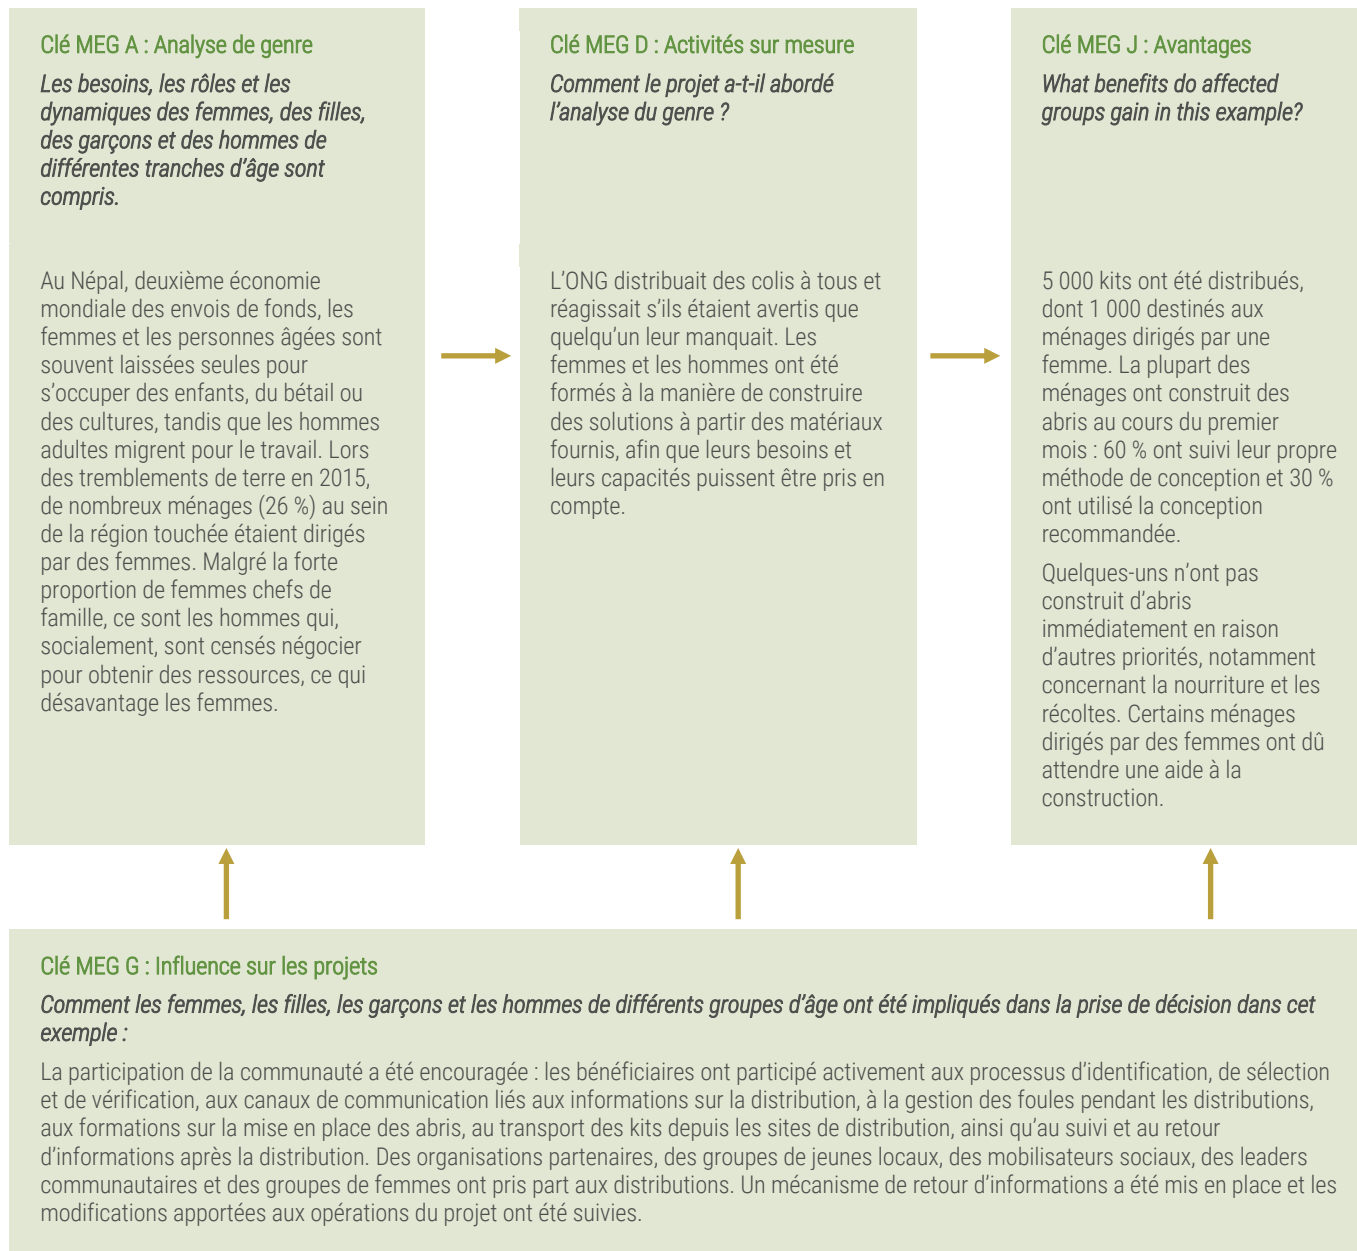 Clé MEG A : Analyse de genre
Les besoins, les rôles et les
dynamiques des femmes, des filles,
des garçons et des hommes de
différentes tranches d’âge sont
compris.
Au Népal, deuxième économie
mondiale des envois de fonds, les
femmes et les personnes âgées sont
souvent laissées seules pour
s’occuper des enfants, du bétail ou
des cultures, tandis que les hommes
adultes migrent pour le travail. Lors
des tremblements de terre en 2015,
de nombreux ménages (26 %) au sein
de la région touchée étaient dirigés
par des femmes. Malgré la forte
proportion de femmes chefs de
famille, ce sont les hommes qui,
socialement, sont censés négocier
pour obtenir des ressources, ce qui
désavantage les femmes.
Clé MEG D : Activités sur mesure
Comment le projet a-t-il abordé
l’analyse du genre ?
L’ONG distribuait des colis à tous et
réagissait s’ils étaient avertis que
quelqu’un leur manquait. Les
femmes et les hommes ont été
formés à la manière de construire
des solutions à partir des matériaux
fournis, afin que leurs besoins et
leurs capacités puissent être pris en
compte.
Clé MEG J : Avantages
What benefits do affected
groups gain in this example?
5 000 kits ont été distribués,
dont 1 000 destinés aux
ménages dirigés par une
femme. La plupart des
ménages ont construit des
abris au cours du premier
mois : 60 % ont suivi leur propre
méthode de conception et 30 %
ont utilisé la conception
recommandée.
Quelques-uns n’ont pas
construit d’abris
immédiatement en raison
d’autres priorités, notamment
concernant la nourriture et les
récoltes. Certains ménages
dirigés par des femmes ont dû
attendre une aide à la
construction.
Clé MEG G : Influence sur les projets
Comment les femmes, les filles, les garçons et les hommes de différents groupes d’âge ont été impliqués dans la prise de décision dans cet
exemple :
La participation de la communauté a été encouragée : les bénéficiaires ont participé activement aux processus d’identification, de sélection
et de vérification, aux canaux de communication liés aux informations sur la distribution, à la gestion des foules pendant les distributions,
aux formations sur la mise en place des abris, au transport des kits depuis les sites de distribution, ainsi qu’au suivi et au retour
d’informations après la distribution. Des organisations partenaires, des groupes de jeunes locaux, des mobilisateurs sociaux, des leaders
communautaires et des groupes de femmes ont pris part aux distributions. Un mécanisme de retour d’informations a été mis en place et les
modifications apportées aux opérations du projet ont été suivies.